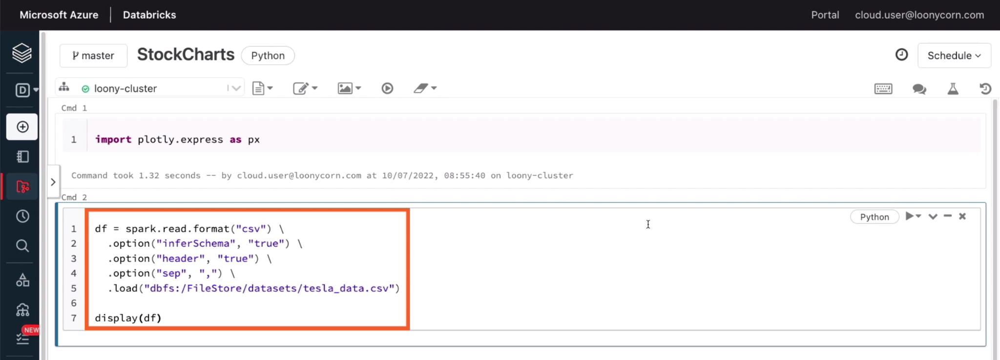 Microsoft Azure Databricks Portal cloud.user@loonycorn.com
master StockCharts Python Schedule
D loony-cluster
Cmd 1
1 import plotly.express as px
Command took 1.32 seconds -- by cloud.user@loonycorn.com at 10/07/2022, 08:55:40 on loony-cluster
Cmd 2
Python
1 df = spark.read.format("csv") \
2 .option("inferSchema", "true") \
3 .option("header", "true") \
4 .option("sep", ",") \
5 .load("dbfs:/FileStore/datasets/tesla_data.csv")
6
7 display(df)
NEW